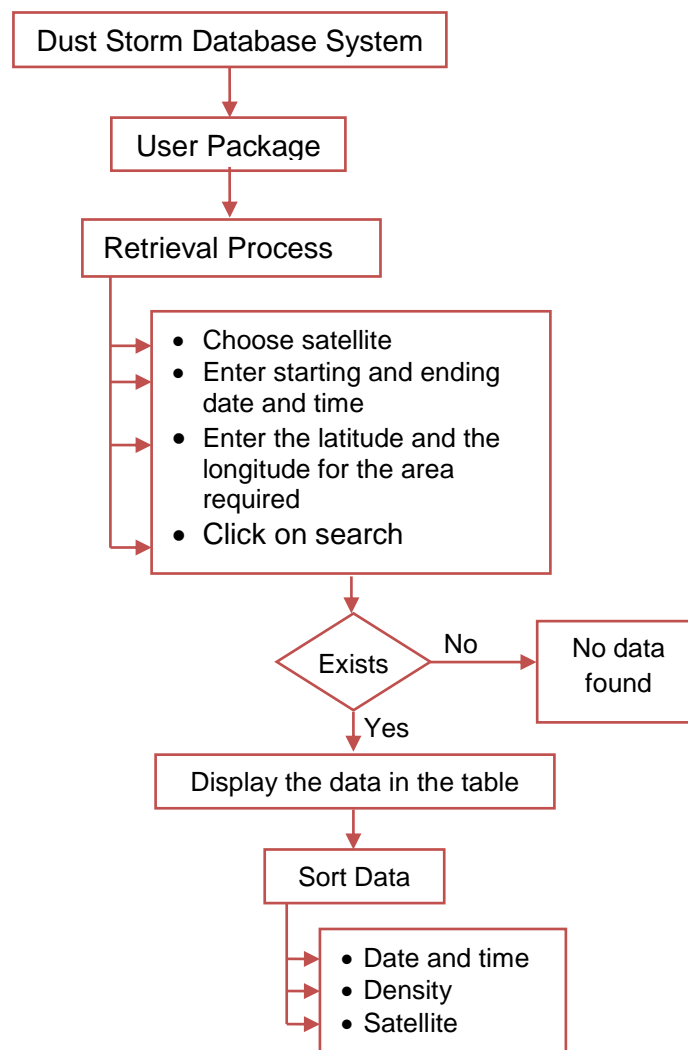 Dust Storm Database System
User Package
Retrieval Process
• Choose satellite
• Enter starting and ending
date and time
• Enter the latitude and the
longitude for the area
required
• Click on search
Exists
No
No data
found
Yes
Display the data in the table
Sort Data
• Date and time
• Density
• Satellite